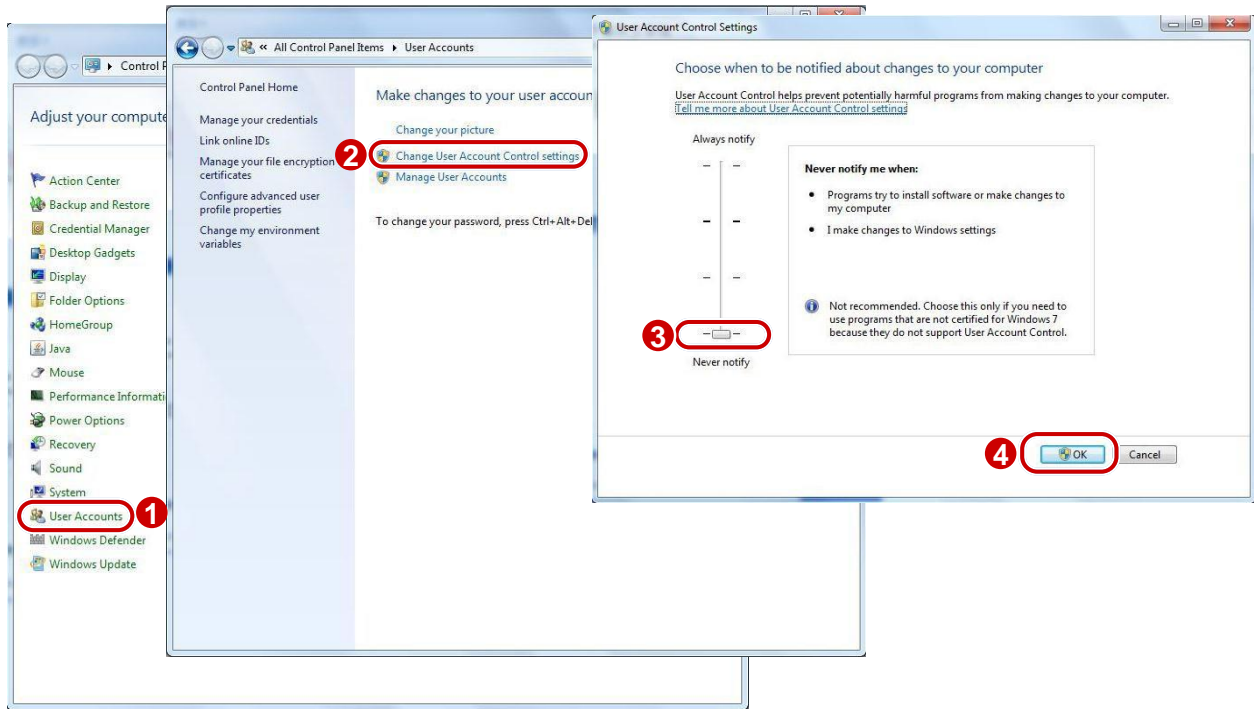 Control P
Adjust your compute
Action Center
Backup and Restore
Credential Manager
Desktop Gadgets
Display
Folder Options
HomeGroup
Java
Mouse
Performance Informati
Power Options
Recovery
Sound
System
User Accounts
1
Windows Defender
Windows Update
« All Control Panel Items ▸ User Accounts
Control Panel Home
Manage your credentials
Link online IDs
Manage your file encryption
certificates
Configure advanced user
profile properties
Change my environment
variables
Make changes to your user accoun
Change your picture
2
Change User Account Control settings
Manage User Accounts
To change your password, press Ctrl+Alt+Del
User Account Control Settings
Choose when to be notified about changes to your computer
User Account Control helps prevent potentially harmful programs from making changes to your computer.
Tell me more about User Account Control settings
Always notify
Never notify me when:
• Programs try to install software or make changes to
my computer
• I make changes to Windows settings
Not recommended. Choose this only if you need to
use programs that are not certified for Windows 7
because they do not support User Account Control.
3
Never notify
4
OK
Cancel